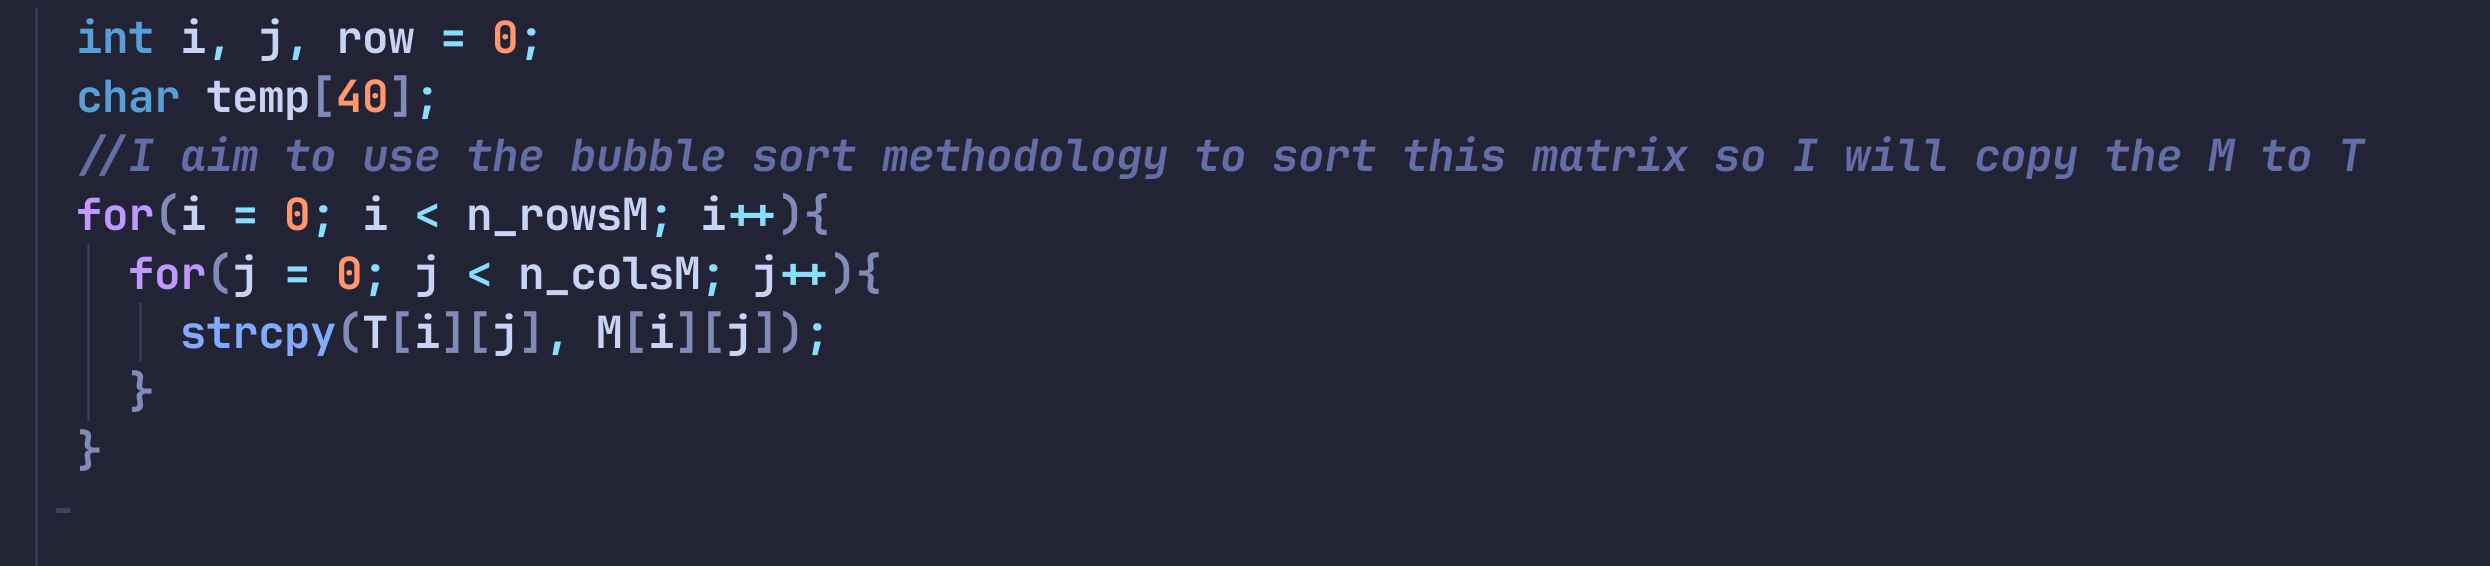 int i, j, row = 0;
char temp[40];
//I aim to use the bubble sort methodology to sort this matrix so I will copy the M to T
for(i = 0; i < n_rowsM; i++){
for(j = 0; j < n_colsM; j++){
strcpy(T[i][j], M[i][j]);
}
}
-